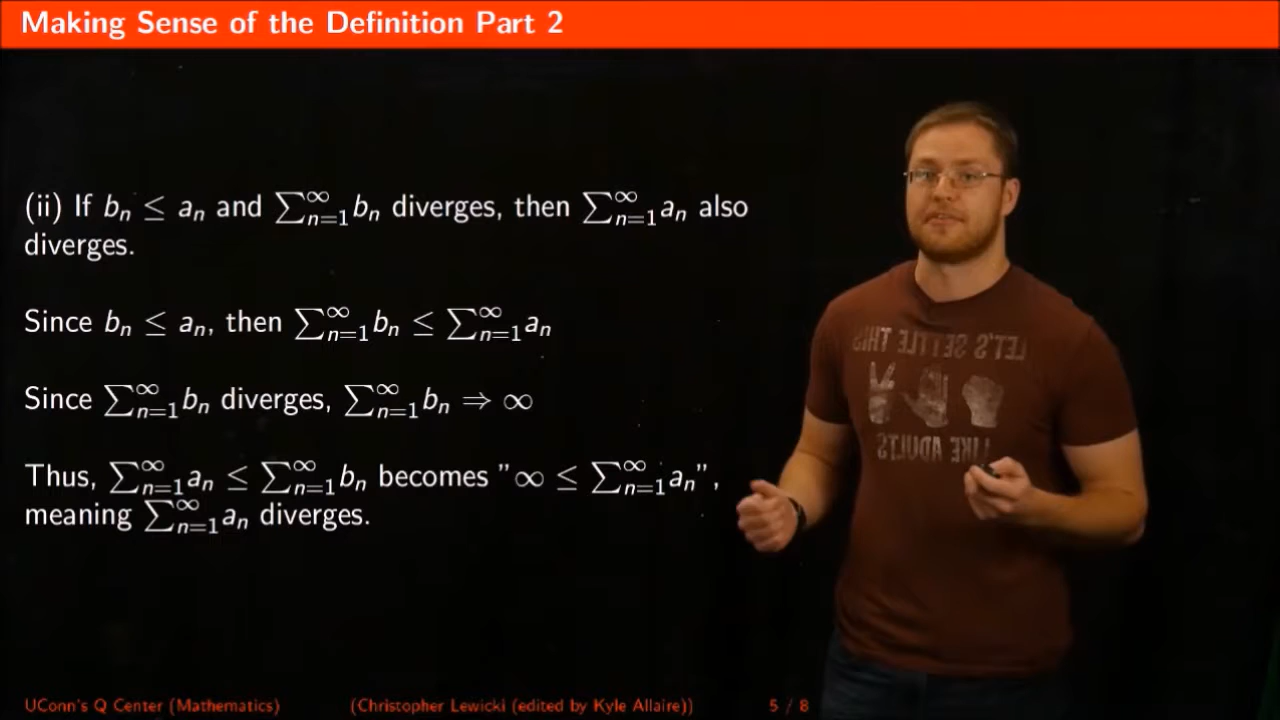 Making Sense of the Definition Part 2
(ii) If bₙ ≤ aₙ and ∑ₙ₌₁^∞ bₙ diverges, then ∑ₙ₌₁^∞ aₙ also
diverges.
Since bₙ ≤ aₙ, then ∑ₙ₌₁^∞ bₙ ≤ ∑ₙ₌₁^∞ aₙ
Since ∑ₙ₌₁^∞ bₙ diverges, ∑ₙ₌₁^∞ bₙ ⇒ ∞
Thus, ∑ₙ₌₁^∞ aₙ ≤ ∑ₙ₌₁^∞ bₙ becomes "∞ ≤ ∑ₙ₌₁^∞ aₙ",
meaning ∑ₙ₌₁^∞ aₙ diverges.
LET'S SETTLE THIS
LIKE ADULTS
UConn's Q Center (Mathematics) (Christopher Lewicki (edited by Kyle Allaire)) 5 / 8